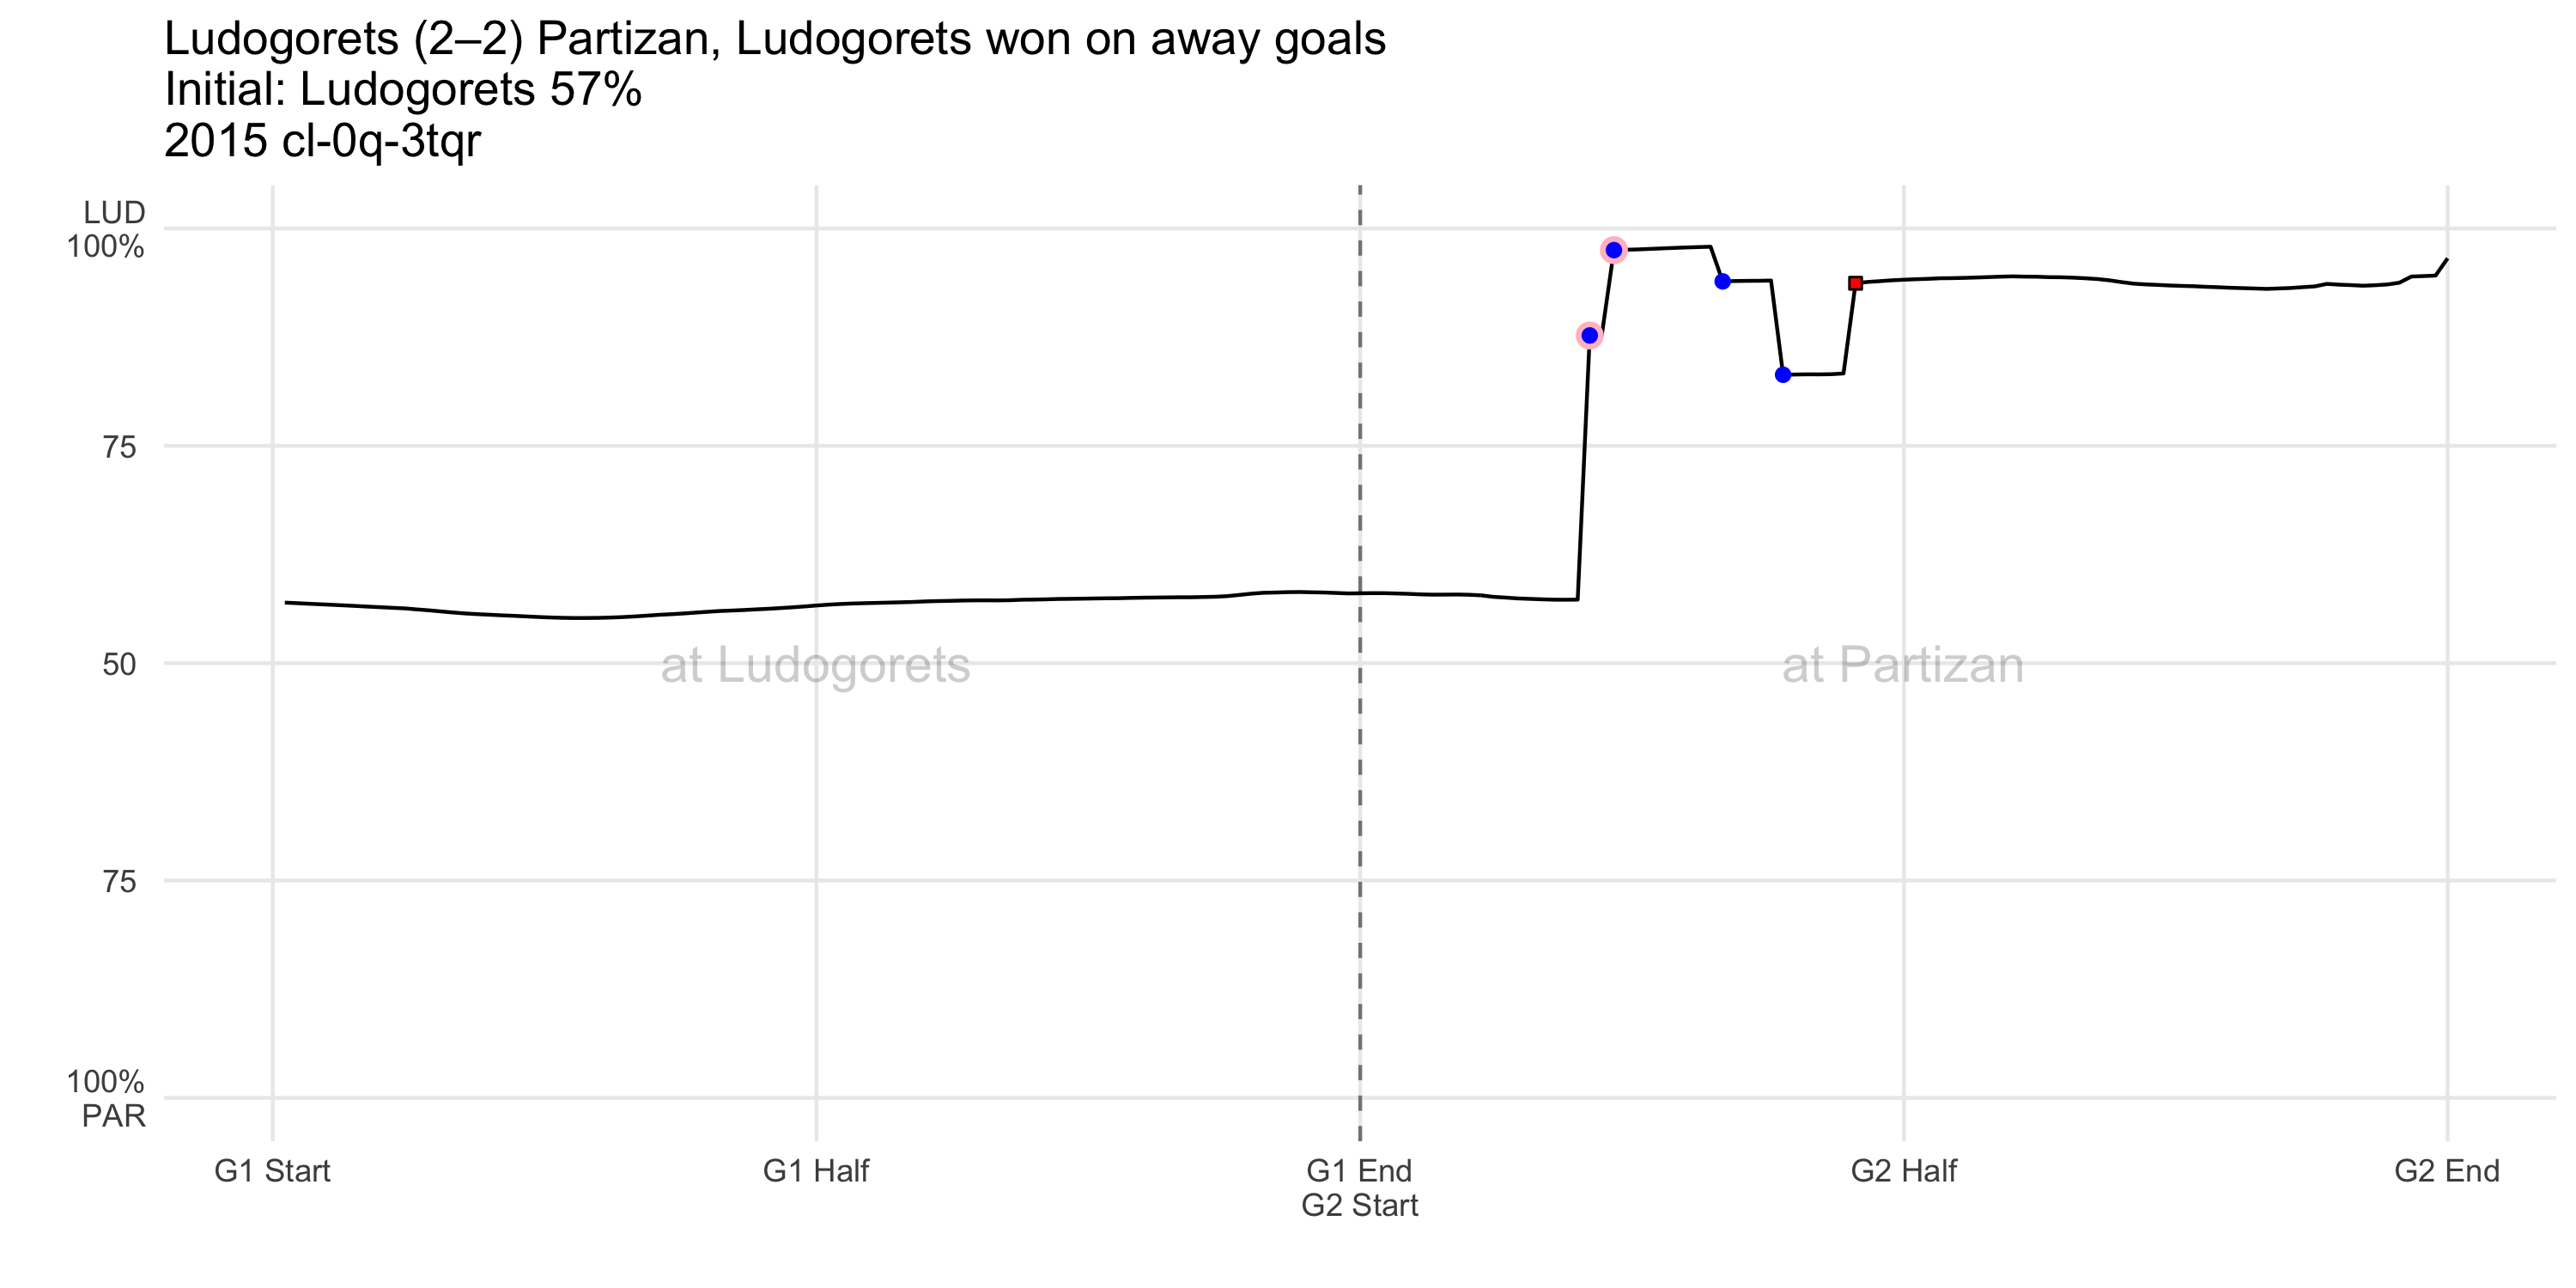 Ludogorets (2–2) Partizan, Ludogorets won on away goals
Initial: Ludogorets 57%
2015 cl-0q-3tqr
LUD
100%
75
50
75
100%
PAR
at Ludogorets
at Partizan
G1 Start
G1 Half
G1 End
G2 Start
G2 Half
G2 End